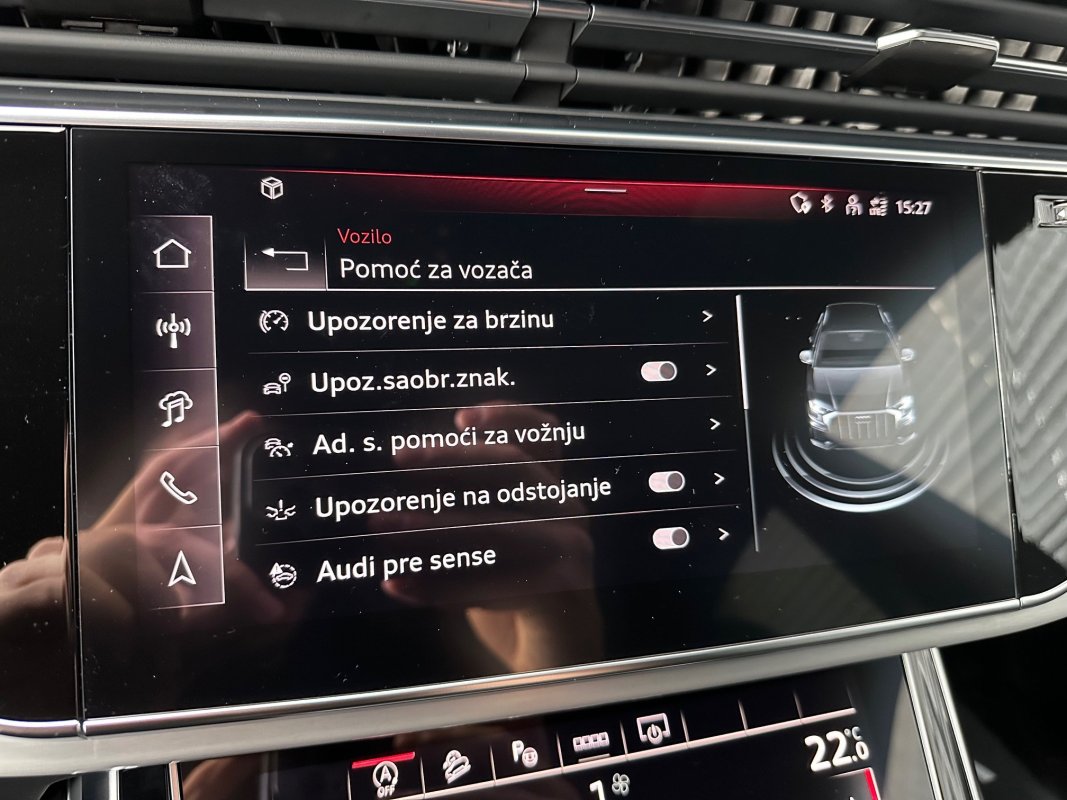 15:27
Vozilo
Pomoć za vozača
Upozorenje za brzinu
Upoz.saobr.znak.
Ad. s. pomoći za vožnju
Upozorenje na odstojanje
Audi pre sense
A
OFF
P
22.0 °C
1